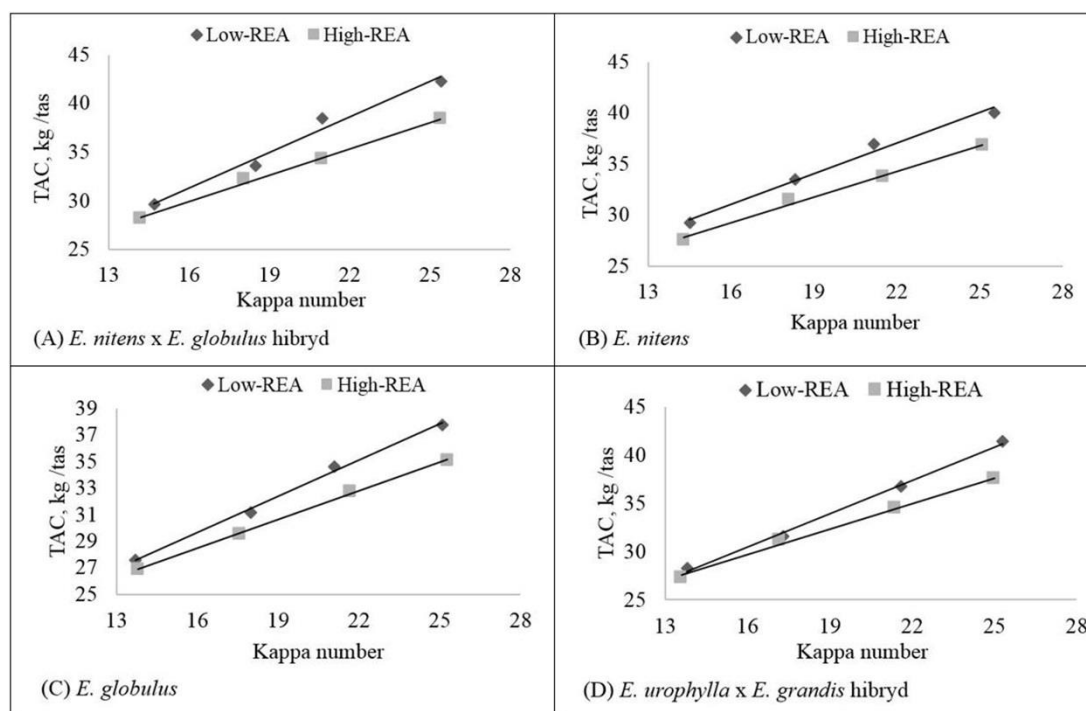 Low-REA High-REA
45
40
35
30
25
TAC, kg /tas
13 16 19 22 25 28
Kappa number
(A) E. nitens x E. globulus hibryd
Low-REA High-REA
45
40
35
30
25
TAC, kg /tas
13 16 19 22 25 28
Kappa number
(B) E. nitens
Low-REA High-REA
39
37
35
33
31
29
27
25
TAC, kg /tas
13 16 19 22 25 28
Kappa number
(C) E. globulus
Low-REA High-REA
45
40
35
30
25
TAC, kg /tas
13 16 19 22 25 28
Kappa number
(D) E. urophylla x E. grandis hibryd